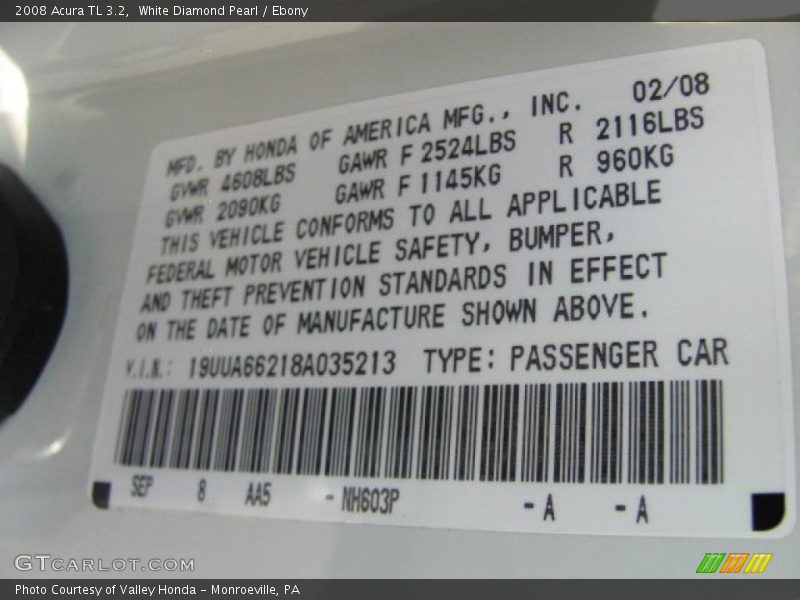 2008 Acura TL 3.2,  White Diamond Pearl / Ebony
MFD. BY HONDA OF AMERICA MFG., INC. 02/08
GVWR 4608LBS GAWR F 2524LBS R 2116LBS
GVWR 2090KG GAWR F 1145KG R 960KG
THIS VEHICLE CONFORMS TO ALL APPLICABLE
FEDERAL MOTOR VEHICLE SAFETY, BUMPER,
AND THEFT PREVENTION STANDARDS IN EFFECT
ON THE DATE OF MANUFACTURE SHOWN ABOVE.
V.I.N.: 19UUA66218A035213 TYPE: PASSENGER CAR
SEP 8 AA5 - NH603P - A - A
GTCARLOT.COM
Photo Courtesy of Valley Honda – Monroeville, PA